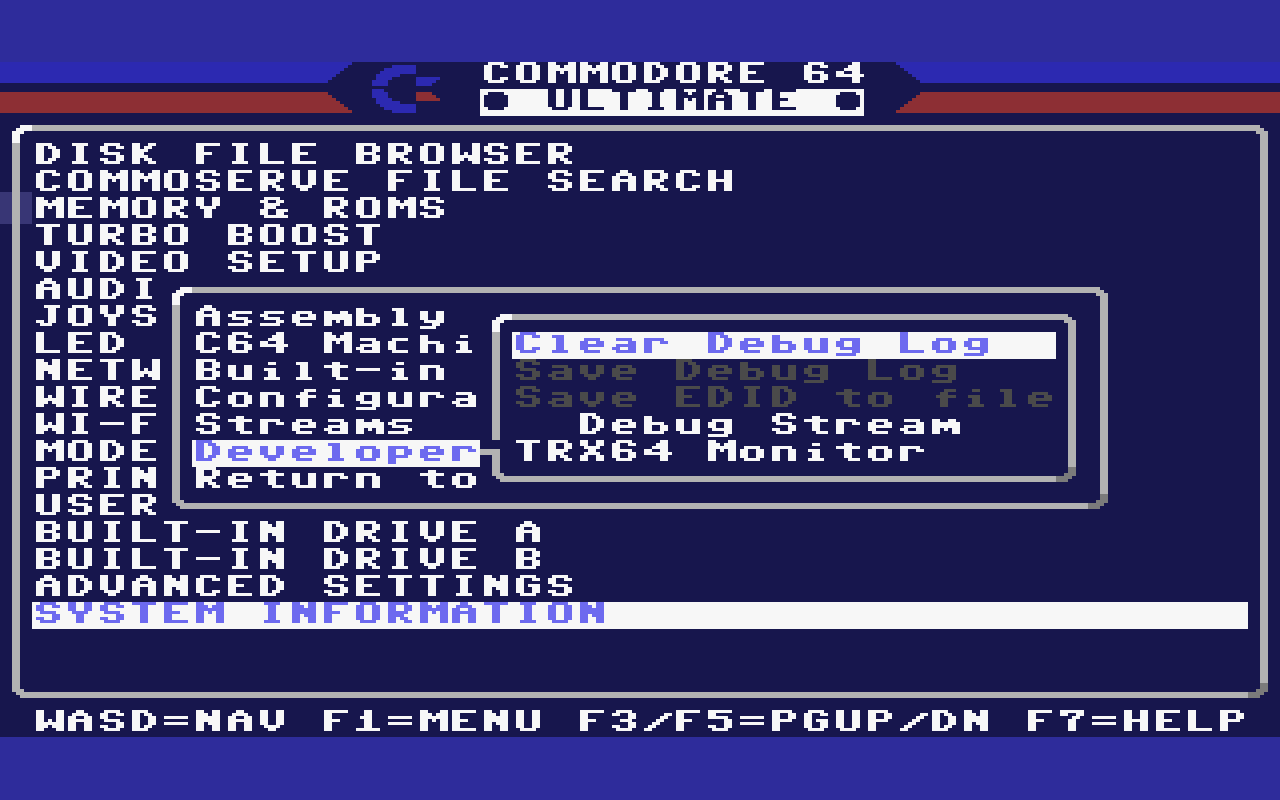 COMMODORE 64
ULTIMATE
DISK FILE BROWSER
COMMOSERVE FILE SEARCH
MEMORY & ROMS
TURBO BOOST
VIDEO SETUP
AUDI
JOYS
LED
NETW
WIRE
WI-F
MODE
PRIN
USER
BUILT-IN DRIVE A
BUILT-IN DRIVE B
ADVANCED SETTINGS
SYSTEM INFORMATION
Assembly
C64 Machi
Built-in
Configura
Streams
Developer
Return to
Clear Debug Log
Save Debug Log
Save EDID to file
Debug Stream
TRX64 Monitor
WASD=NAV F1=MENU F3/F5=PGUP/DN F7=HELP